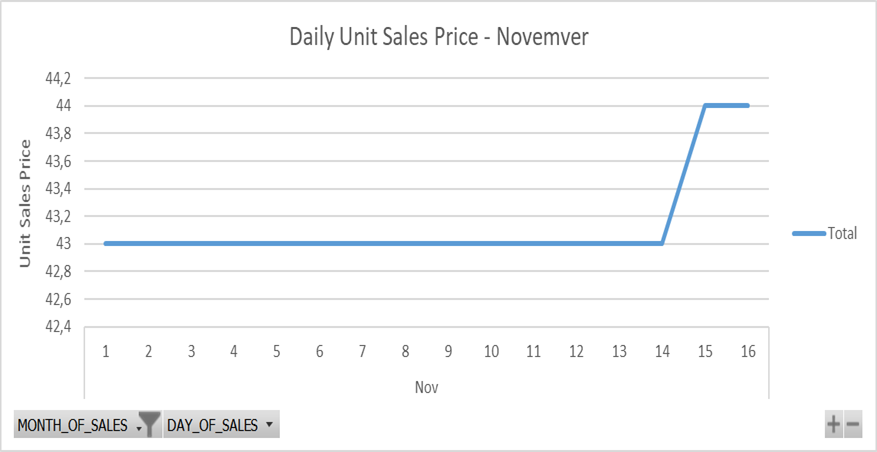 Daily Unit Sales Price - Novemver
44,2
44
43,8
43,6
43,4
43,2
43
42,8
42,6
42,4
Unit Sales Price
1 2 3 4 5 6 7 8 9 10 11 12 13 14 15 16
Nov
Total
MONTH_OF_SALES DAY_OF_SALES
+ −